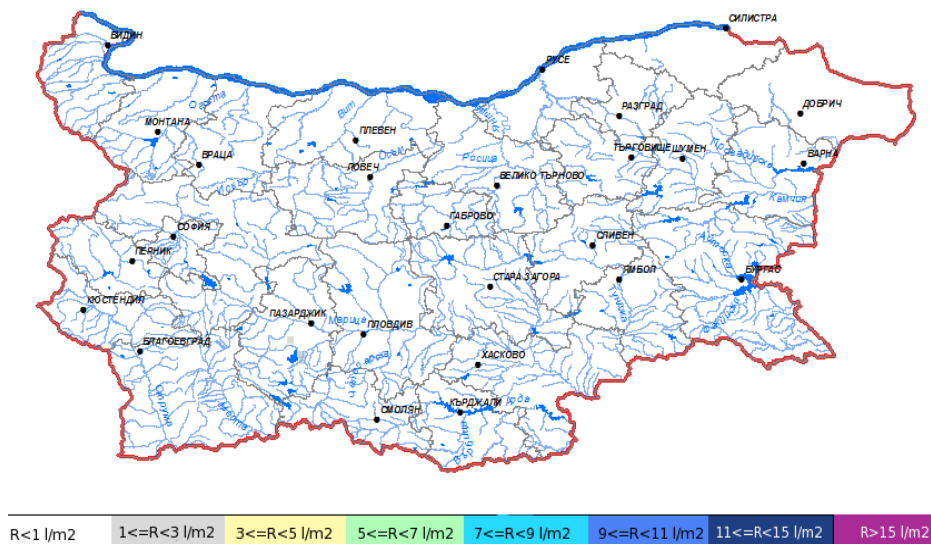 СИЛИСТРА
ВИДИН
РУСЕ
Огоста
Вит
РАЗГРАД
ДОБРИЧ
МОНТАНА
ПЛЕВЕН
Осъм
Росица
ТЪРГОВИЩЕ
ШУМЕН
Провадийска
ВАРНА
ВРАЦА
ЛОВЕЧ
ВЕЛИКО ТЪРНОВО
Искър
Камчия
ГАБРОВО
СОФИЯ
СЛИВЕН
Айтоска
ПЕРНИК
СТАРА ЗАГОРА
ЯМБОЛ
БУРГАС
КЮСТЕНДИЛ
Тунджа
ПАЗАРДЖИК
Марица
ПЛОВДИВ
БЛАГОЕВГРАД
ХАСКОВО
Струма
СМОЛЯН
КЪРДЖАЛИ
R<1 l/m2 1<=R<3 l/m2 3<=R<5 l/m2 5<=R<7 l/m2 7<=R<9 l/m2 9<=R<11 l/m2 11<=R<15 l/m2 R>15 l/m2